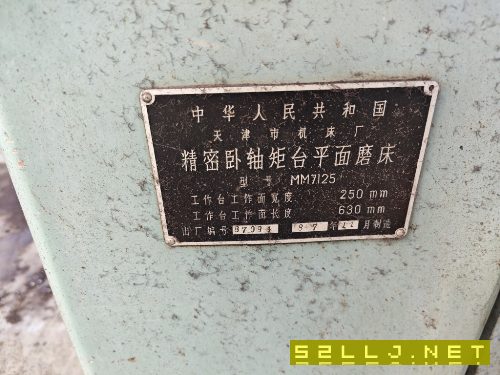 中华人民共和国
天津市机床厂
精密卧轴矩台平面磨床
型号 MM7125
工作台工作面宽度 250 mm
工作台工作面长度 630 mm
出厂编号 年 11 月制造
52LLJ.NET